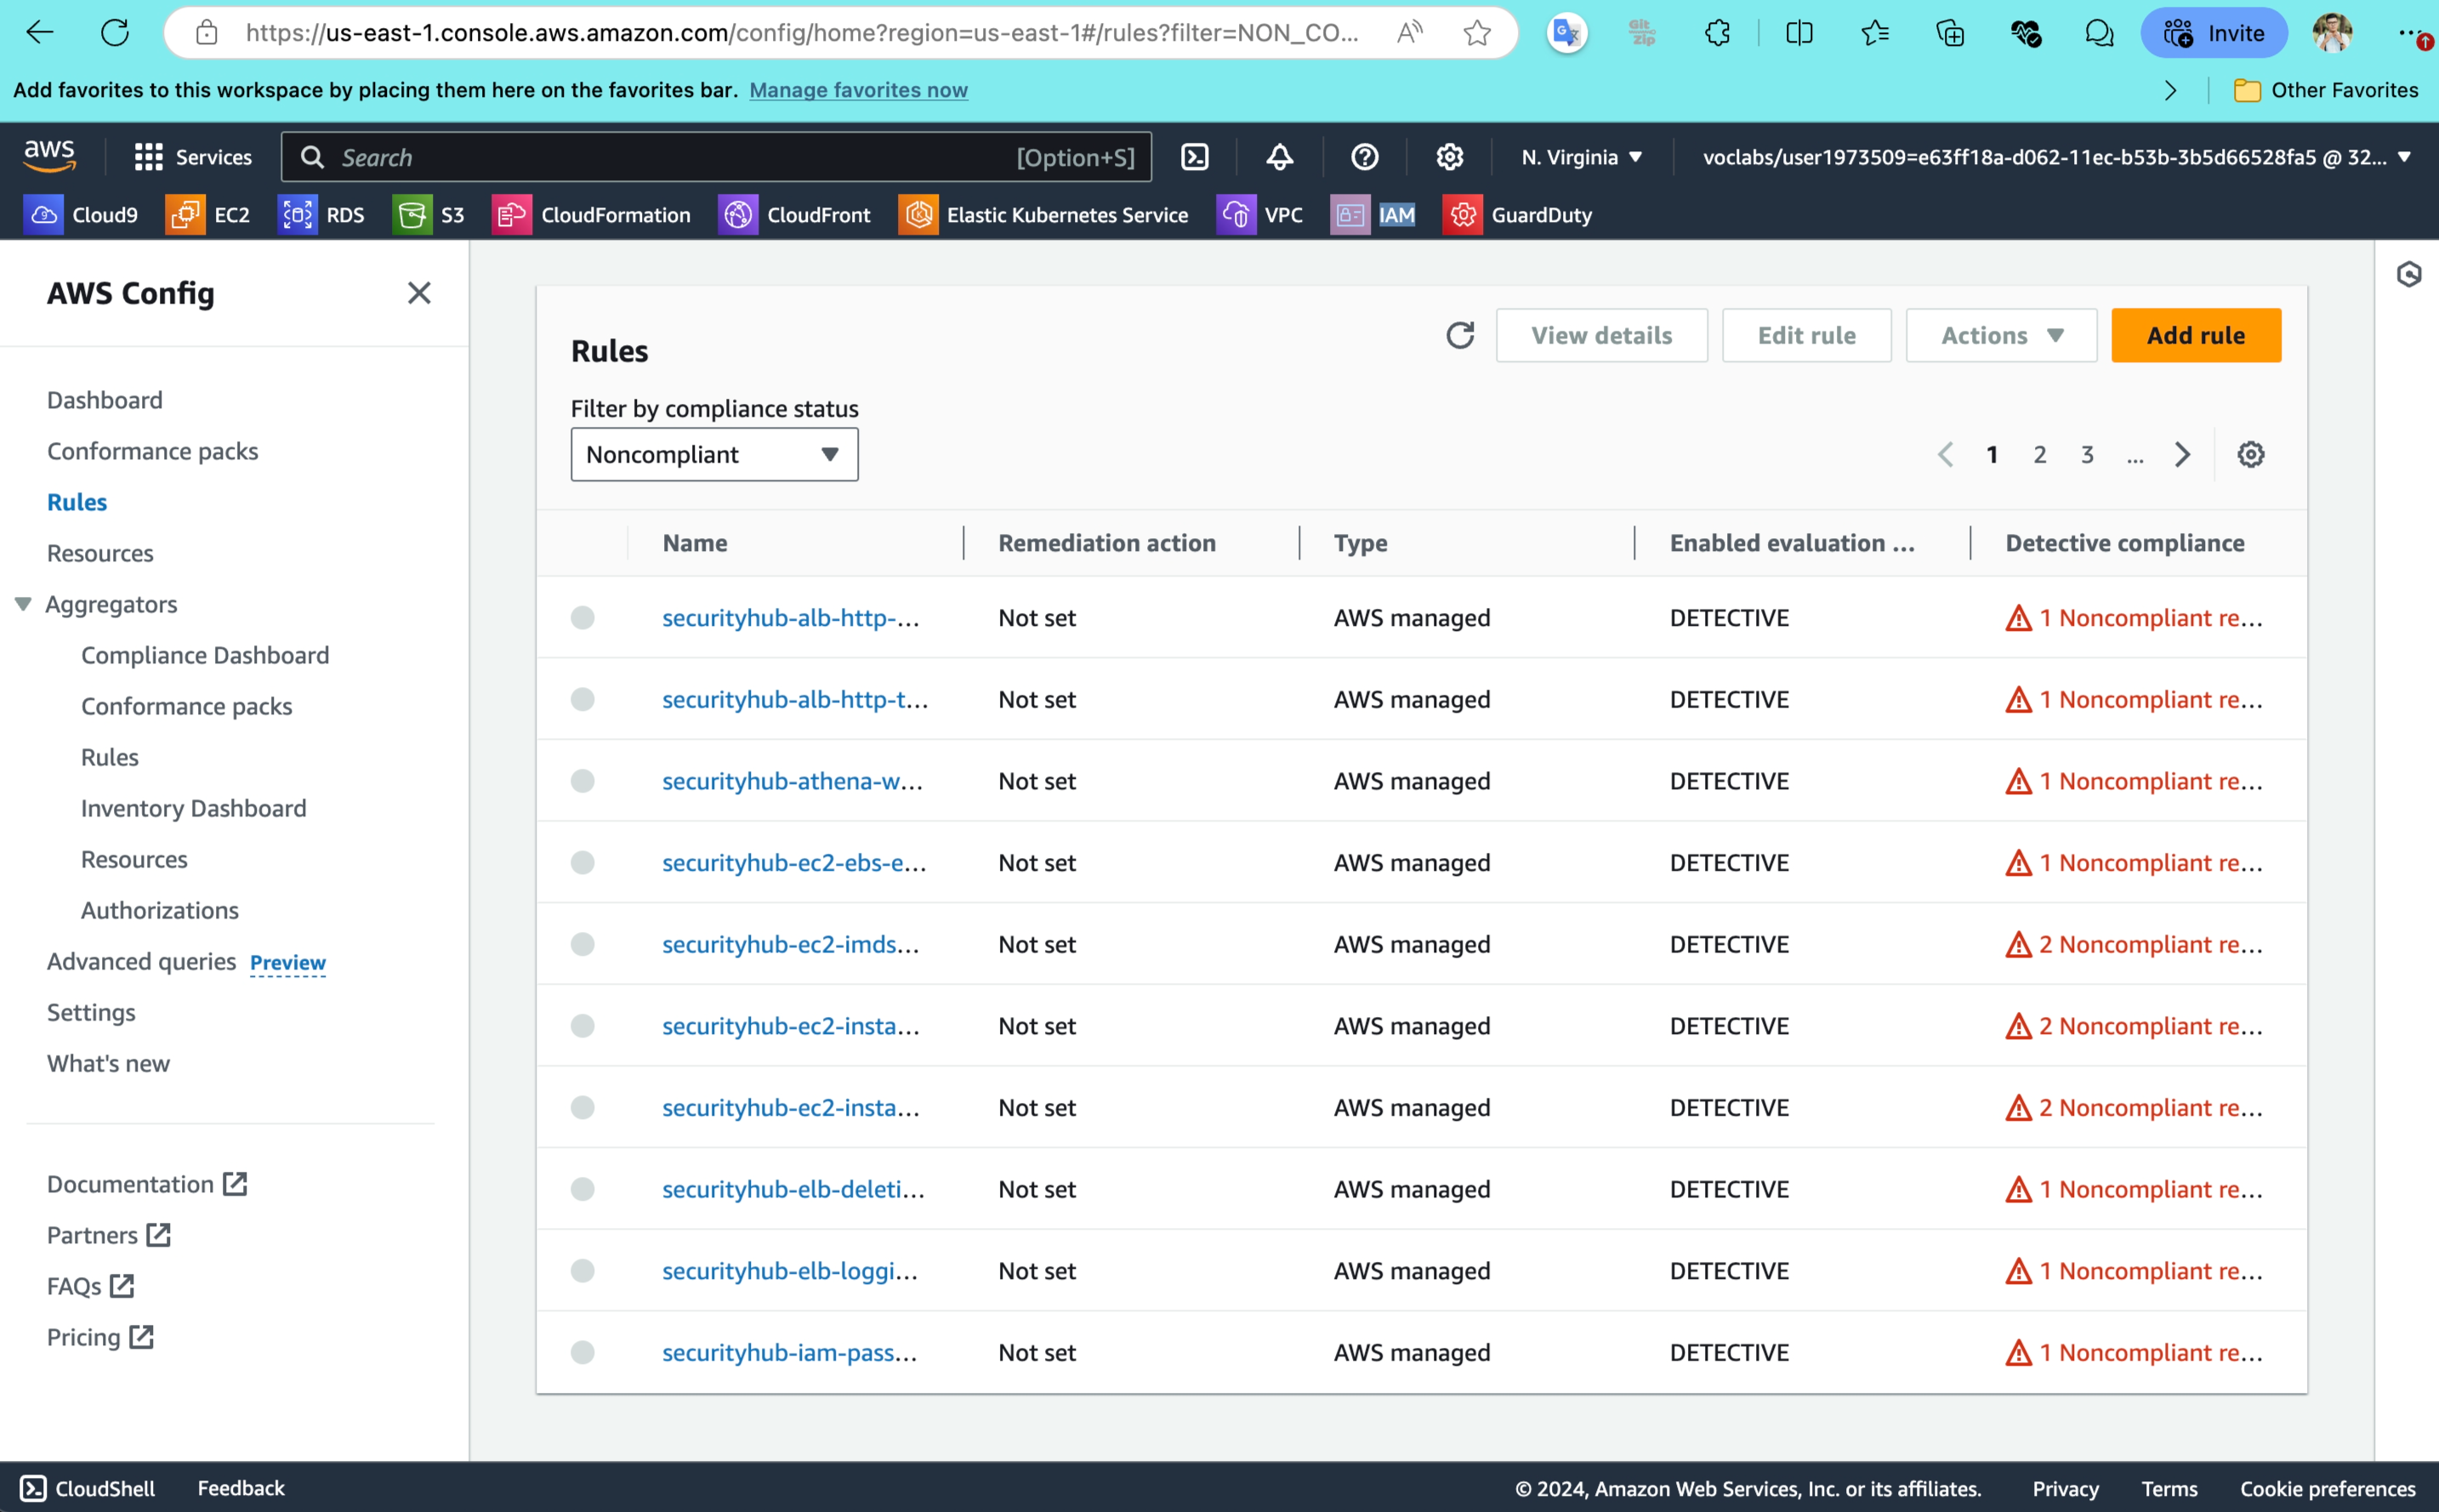 https://us-east-1.console.aws.amazon.com/config/home?region=us-east-1#/rules?filter=NON_CO...
Invite
Add favorites to this workspace by placing them here on the favorites bar. Manage favorites now
Other Favorites
aws
Services
Search [Option+S]
N. Virginia
voclabs/user1973509=e63ff18a-d062-11ec-b53b-3b5d66528fa5 @ 32...
Cloud9 EC2 RDS S3 CloudFormation CloudFront Elastic Kubernetes Service VPC IAM GuardDuty
AWS Config
Dashboard
Conformance packs
Rules
Resources
Aggregators
Compliance Dashboard
Conformance packs
Rules
Inventory Dashboard
Resources
Authorizations
Advanced queries Preview
Settings
What's new
Documentation
Partners
FAQs
Pricing
Rules
View details Edit rule Actions Add rule
Filter by compliance status
Noncompliant
1 2 3 ...
Name Remediation action Type Enabled evaluation ... Detective compliance
securityhub-alb-http-... Not set AWS managed DETECTIVE 1 Noncompliant re...
securityhub-alb-http-t... Not set AWS managed DETECTIVE 1 Noncompliant re...
securityhub-athena-w... Not set AWS managed DETECTIVE 1 Noncompliant re...
securityhub-ec2-ebs-e... Not set AWS managed DETECTIVE 1 Noncompliant re...
securityhub-ec2-imds... Not set AWS managed DETECTIVE 2 Noncompliant re...
securityhub-ec2-insta... Not set AWS managed DETECTIVE 2 Noncompliant re...
securityhub-ec2-insta... Not set AWS managed DETECTIVE 2 Noncompliant re...
securityhub-elb-deleti... Not set AWS managed DETECTIVE 1 Noncompliant re...
securityhub-elb-loggi... Not set AWS managed DETECTIVE 1 Noncompliant re...
securityhub-iam-pass... Not set AWS managed DETECTIVE 1 Noncompliant re...
CloudShell Feedback
© 2024, Amazon Web Services, Inc. or its affiliates. Privacy Terms Cookie preferences